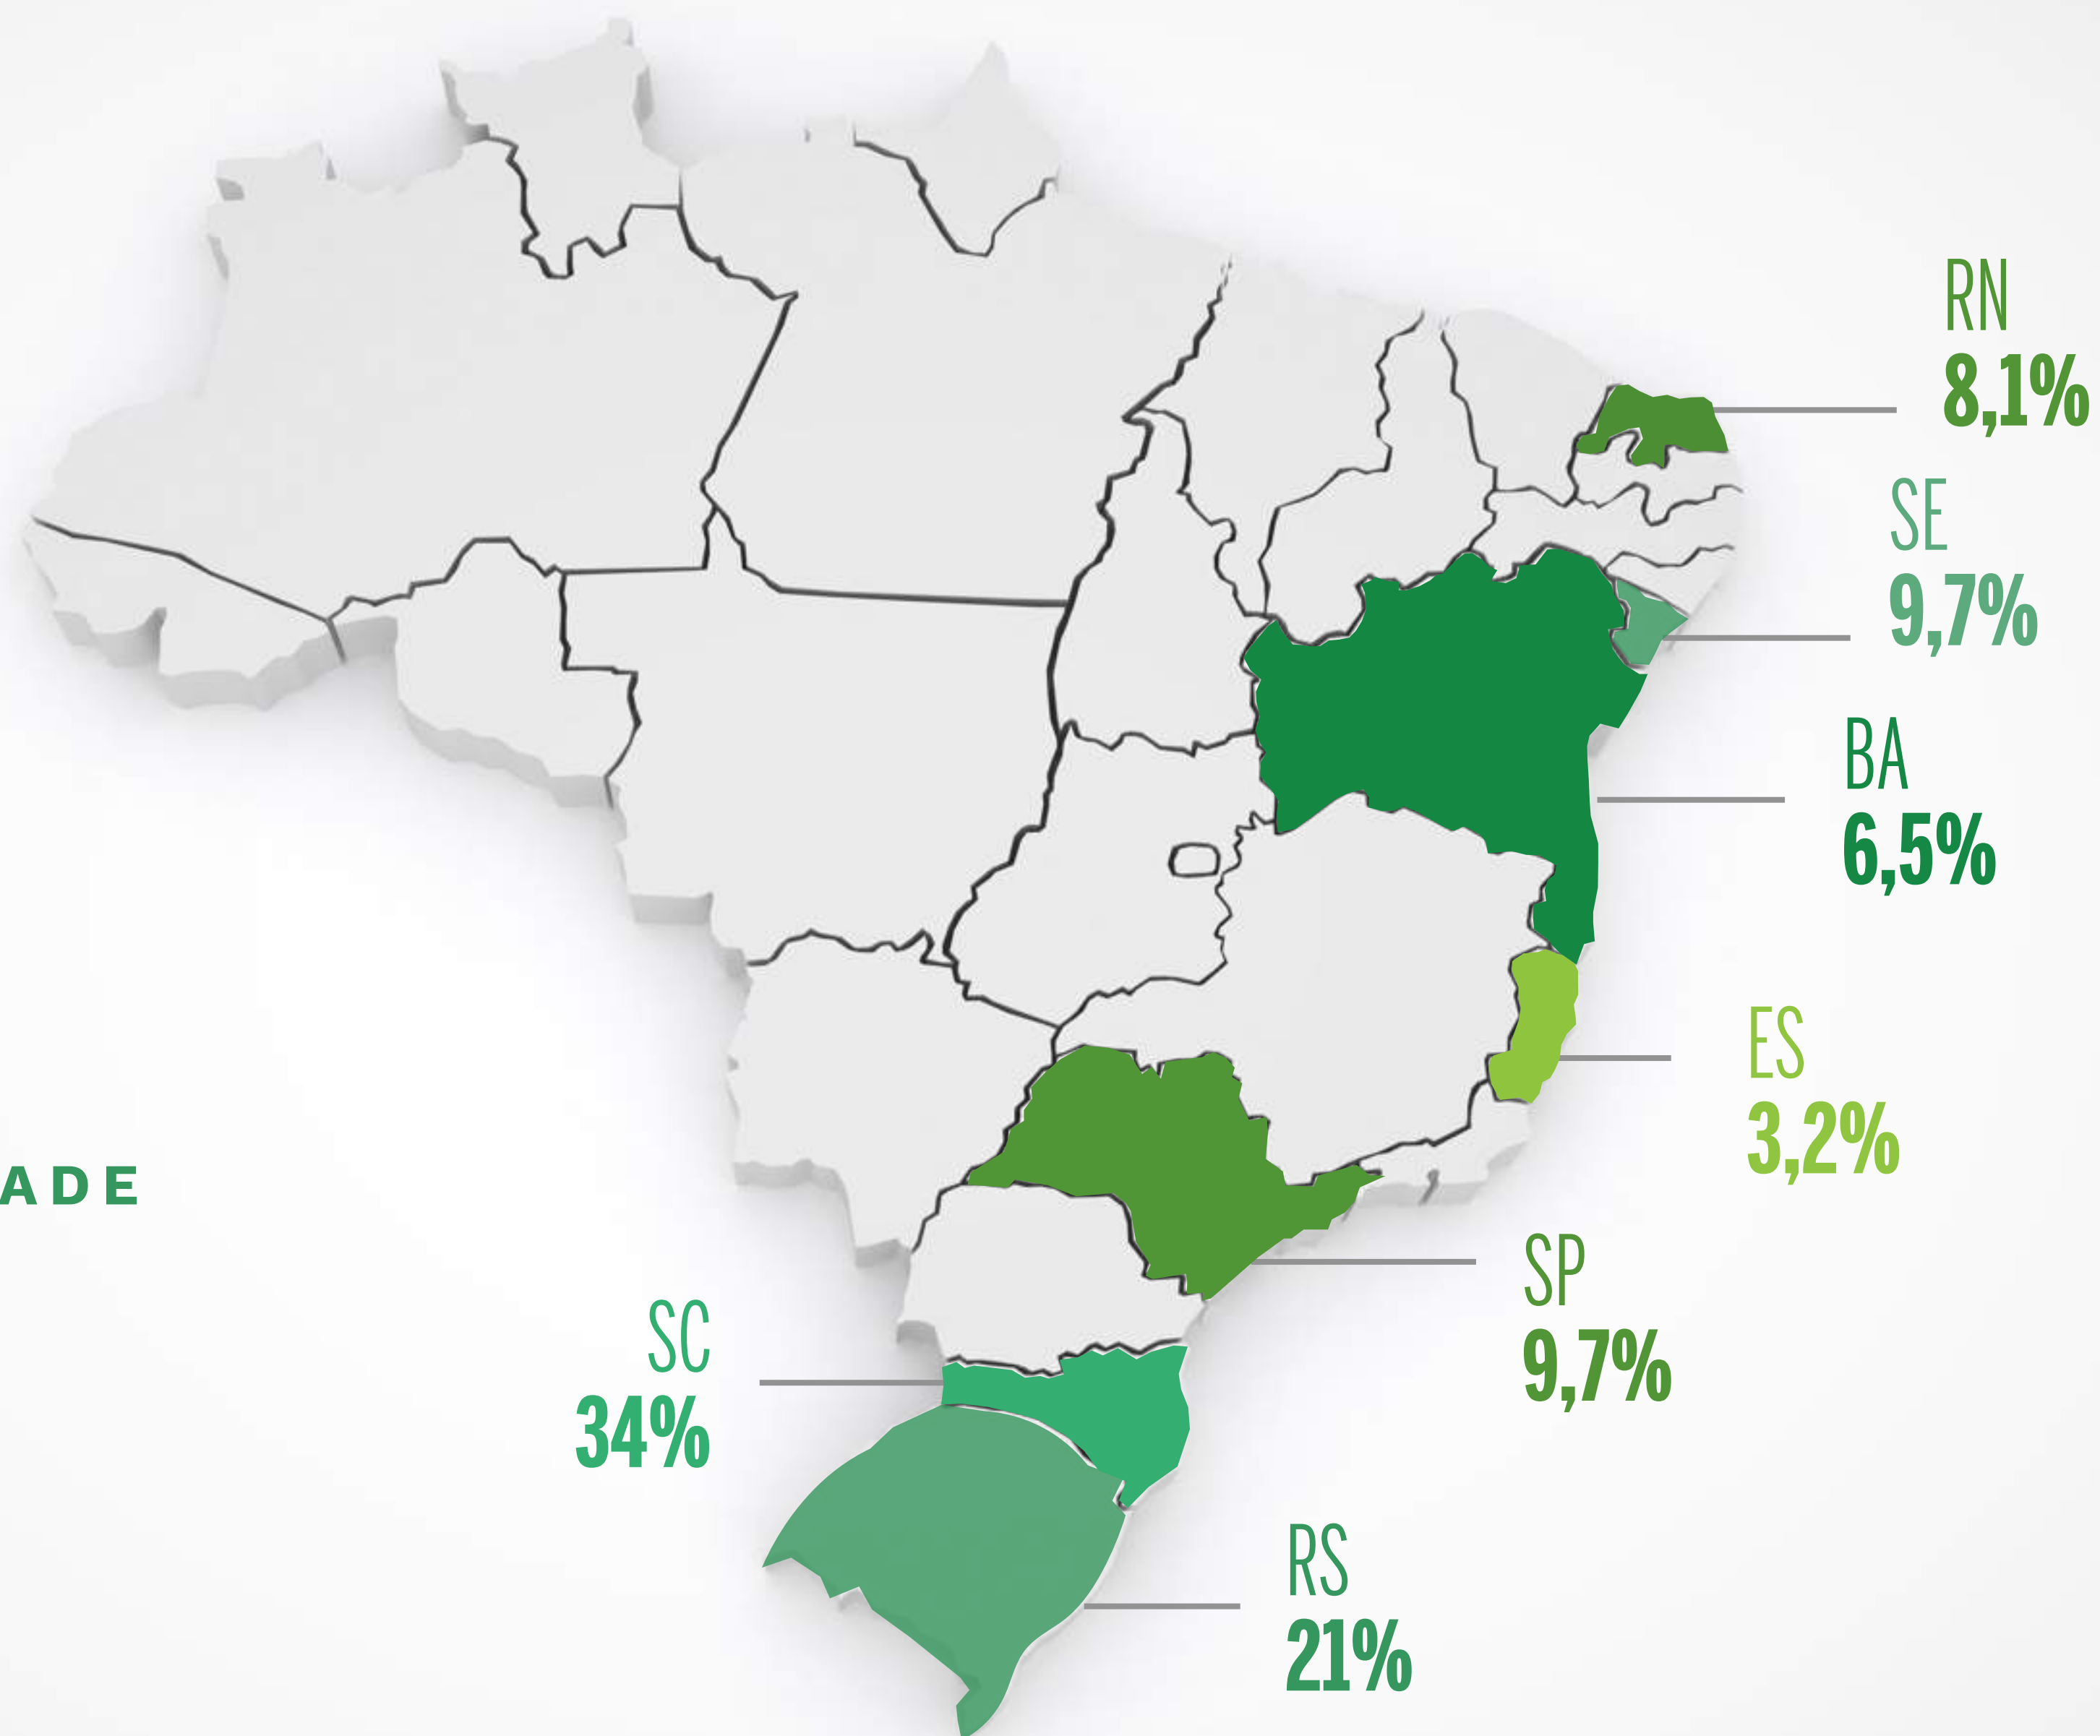 RN
8,1%
SE
9,7%
BA
6,5%
ES
3,2%
ADE
SP
9,7%
SC
34%
RS
21%